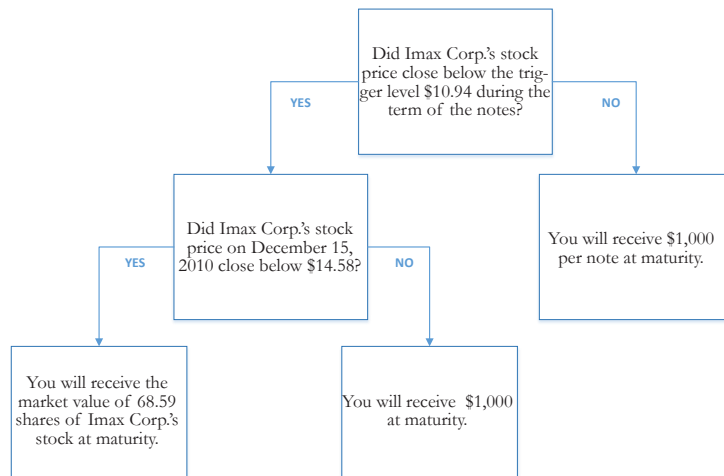 Did Imax Corp.'s stock
price close below the trig-
ger level $10.94 during the
term of the notes?
YES
NO
Did Imax Corp.'s stock
price on December 15,
2010 close below $14.58?
You will receive $1,000
per note at maturity.
YES
NO
You will receive the
market value of 68.59
shares of Imax Corp.'s
stock at maturity.
You will receive $1,000
at maturity.